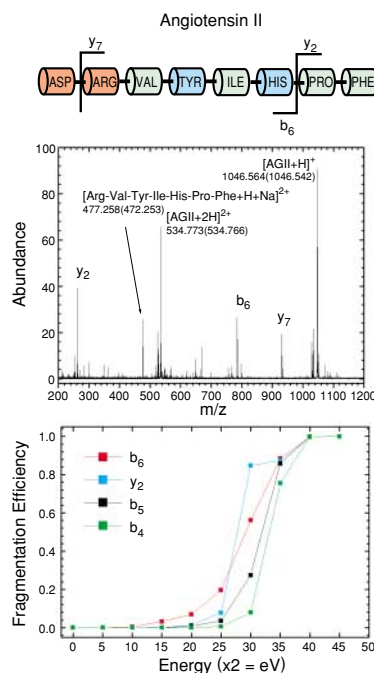 Angiotensin II
y7
y2
ASP ARG VAL TYR ILE HIS PRO PHE
b6
100
80
60
40
20
0
Abundance
[AGII+H]+
1046.564(1046.542)
[Arg-Val-Tyr-Ile-His-Pro-Phe+H+Na]2+
477.258(472.253)
[AGII+2H]2+
534.773(534.766)
y2
b6
y7
200 300 400 500 600 700 800 900 1000 1100 1200
m/z
Fragmentation Efficiency
1.0
0.8
0.6
0.4
0.2
0.0
b6
y2
b5
b4
0 5 10 15 20 25 30 35 40 45 50
Energy (x2 = eV)